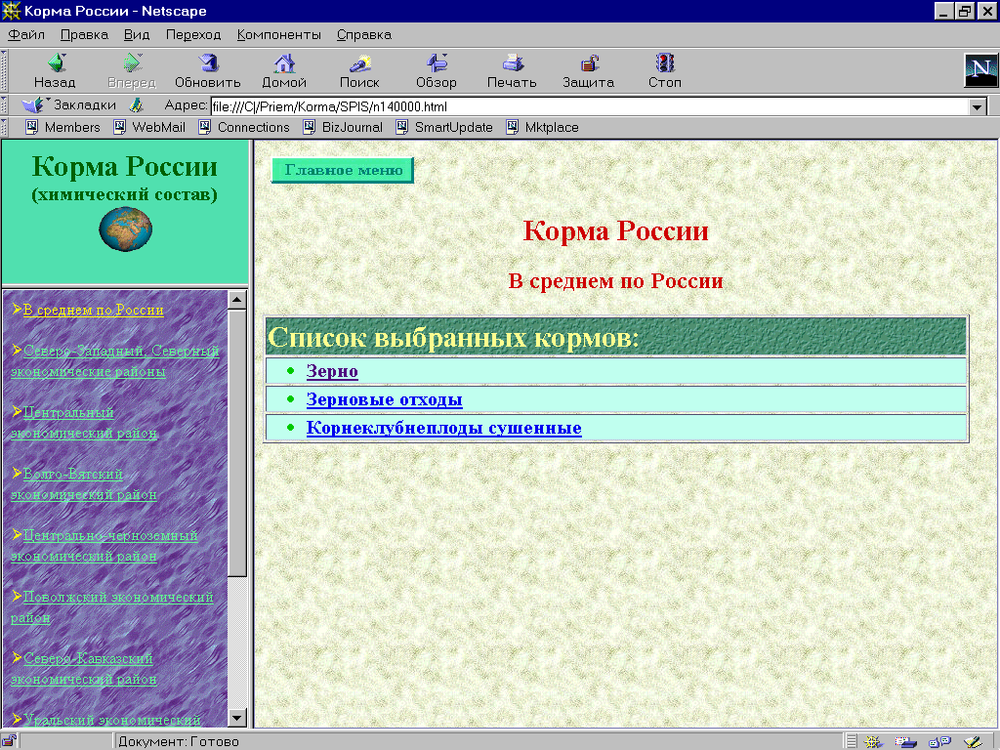 Корма России - Netscape
Файл Правка Вид Переход Компоненты Справка
Назад Вперед Обновить Домой Поиск Обзор Печать Защита Стоп
N
Закладки Адрес: file:///C|/Priem/Korma/SPIS/n140000.html
Members WebMail Connections BizJournal SmartUpdate Mktplace
Корма России
(химический состав)
В среднем по России
Северо-Западный, Северный
экономические районы
Центральный
экономический район
Волго-Вятский
экономический район
Центрально-черноземный
экономический район
Поволжский экономический
район
Северо-Кавказский
экономический район
Уральский экономический
Главное меню
Корма России
В среднем по России
Список выбранных кормов:
Зерно
Зерновые отходы
Корнеклубнеплоды сушенные
Документ: Готово